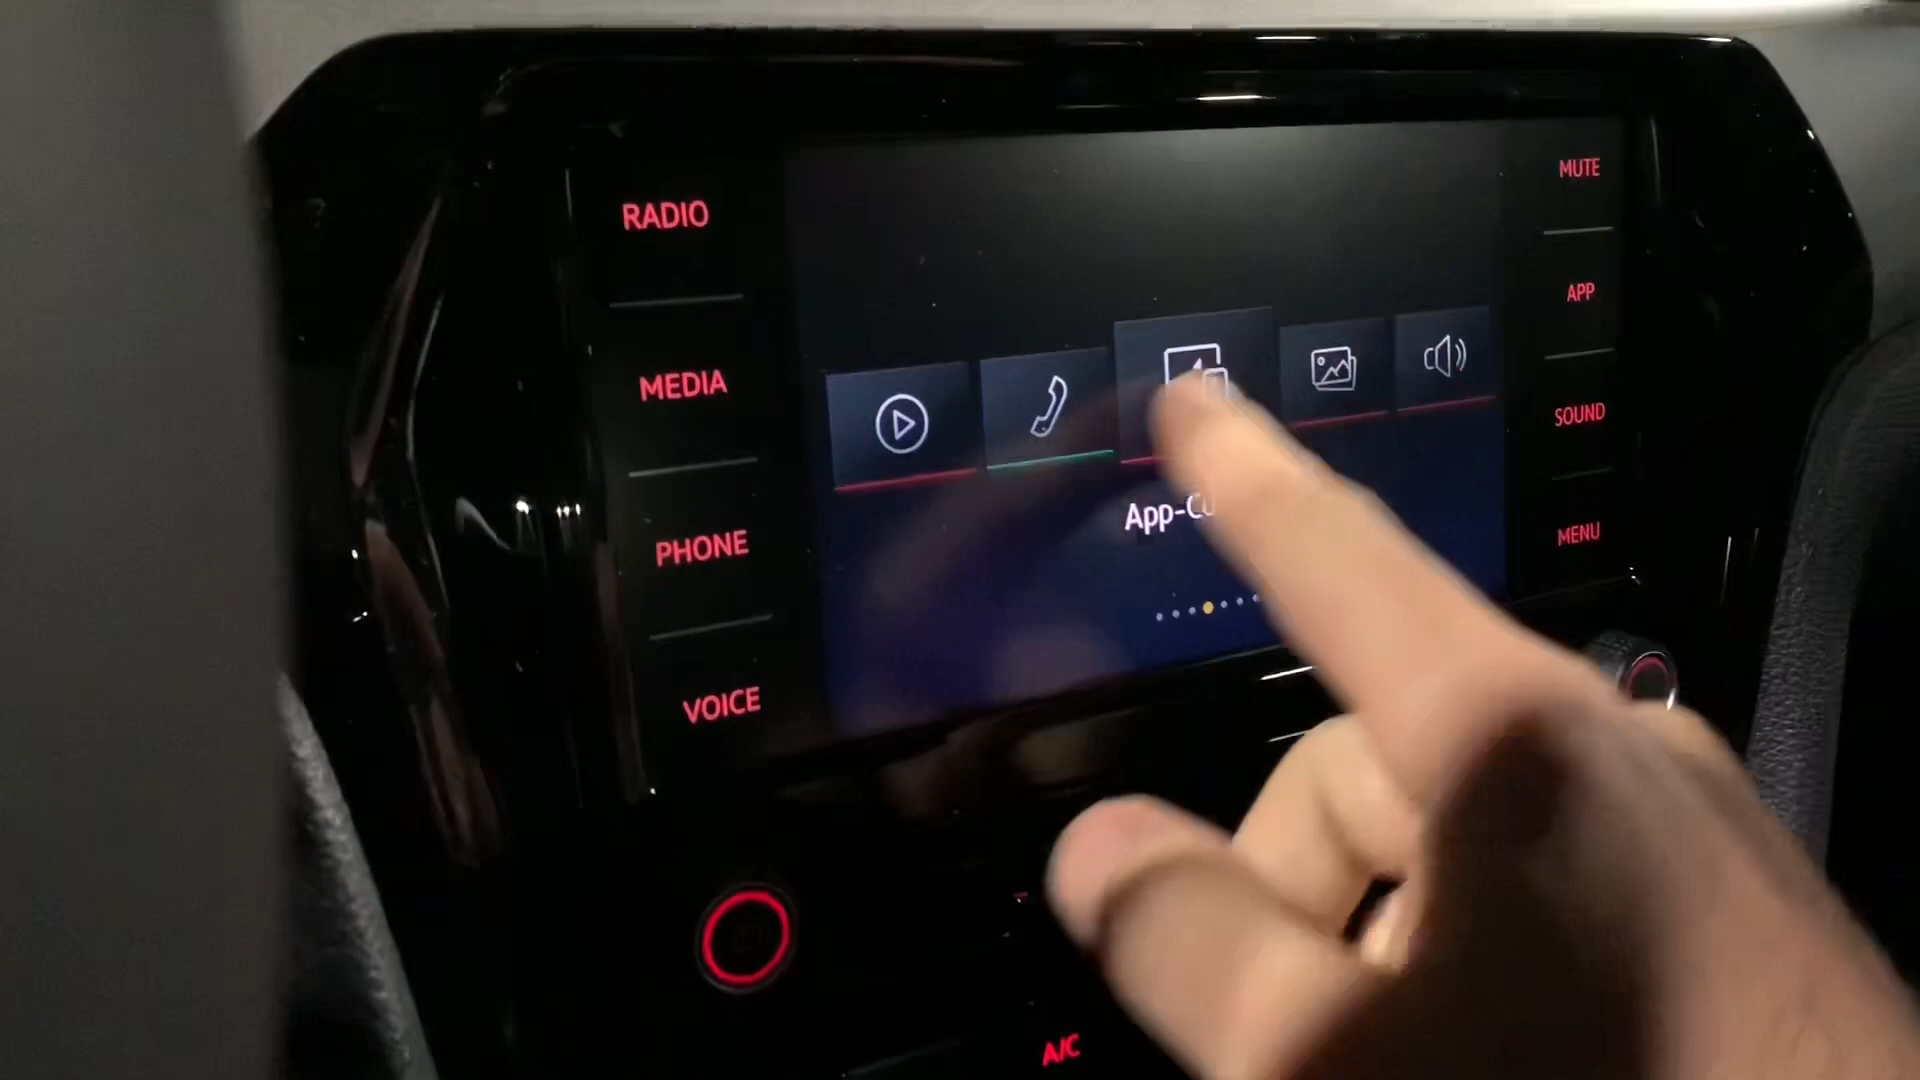 RADIO
MEDIA
PHONE
VOICE
MUTE
APP
SOUND
MENU
A/C